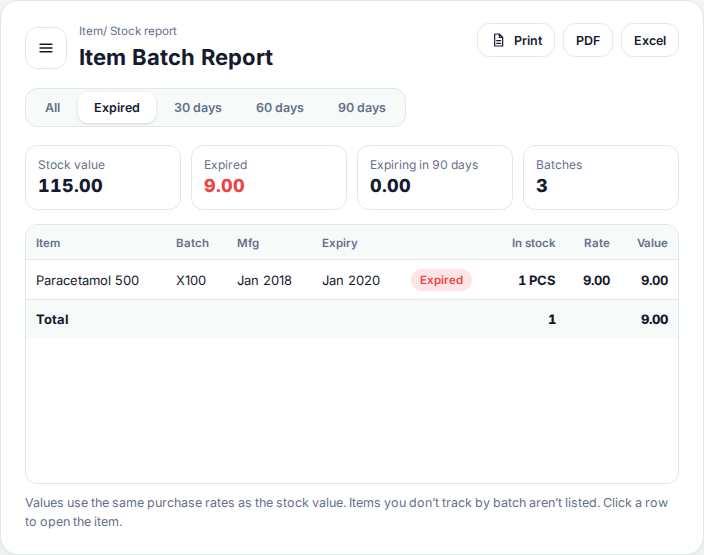 Item/ Stock report
Item Batch Report
Print
PDF
Excel
All
Expired
30 days
60 days
90 days
Stock value
115.00
Expired
9.00
Expiring in 90 days
0.00
Batches
3
Item Batch Mfg Expiry In stock Rate Value
Paracetamol 500 X100 Jan 2018 Jan 2020 Expired 1 PCS 9.00 9.00
Total 1 9.00
Values use the same purchase rates as the stock value. Items you don't track by batch aren't listed. Click a row
to open the item.